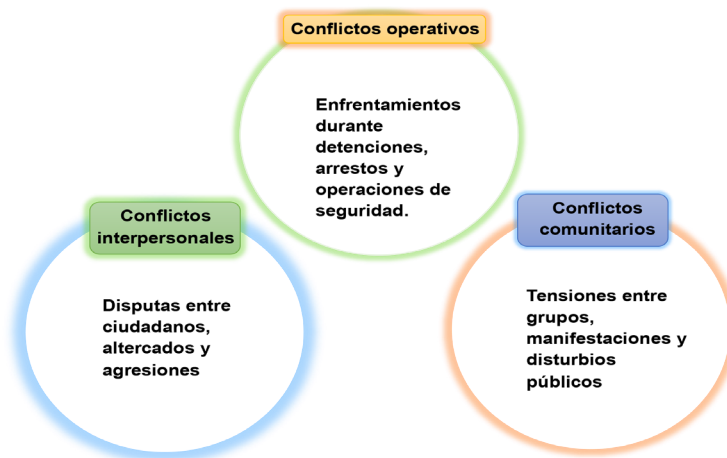 Conflictos operativos
Enfrentamientos
durante
detenciones,
arrestos y
operaciones de
seguridad.
Conflictos
interpersonales
Disputas entre
ciudadanos,
altercados y
agresiones
Conflictos
comunitarios
Tensiones entre
grupos,
manifestaciones y
disturbios
públicos